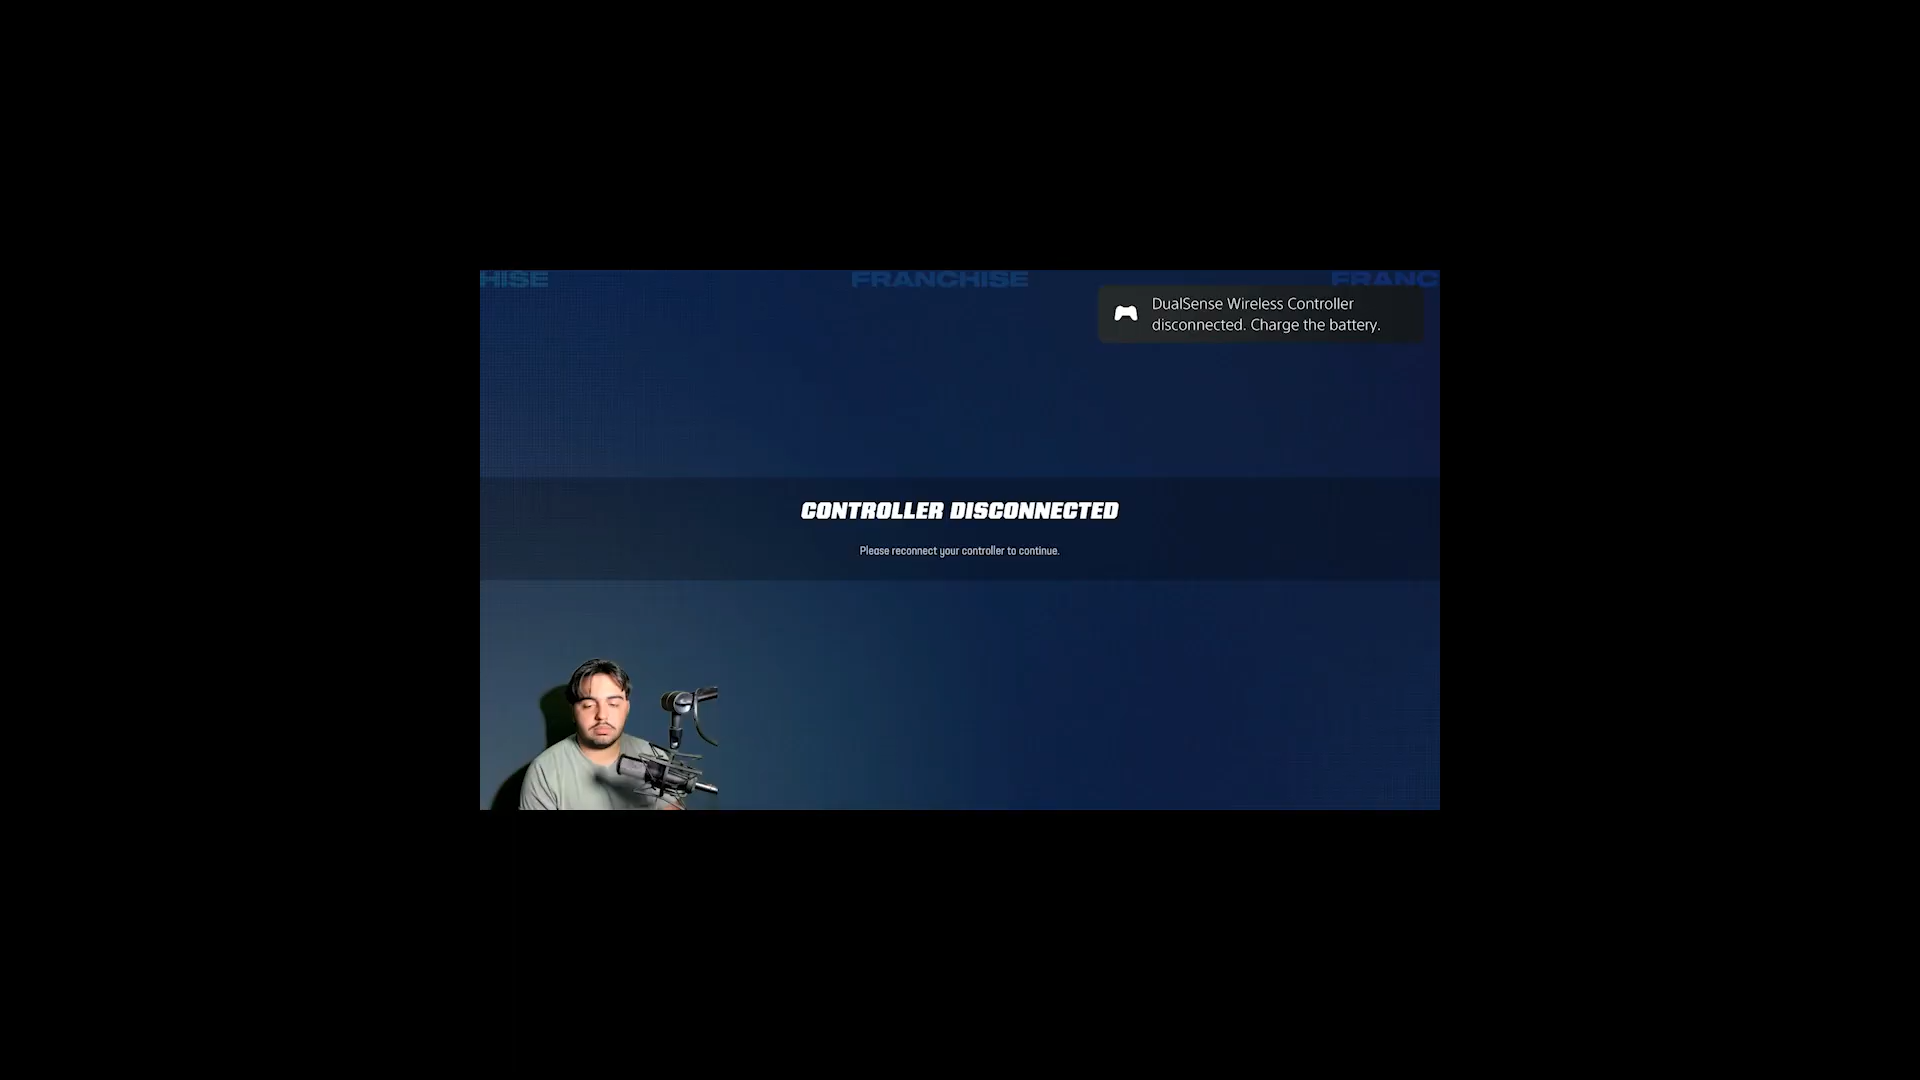 HISE FRANCHISE FRANC
DualSense Wireless Controller
disconnected. Charge the battery.
CONTROLLER DISCONNECTED
Please reconnect your controller to continue.